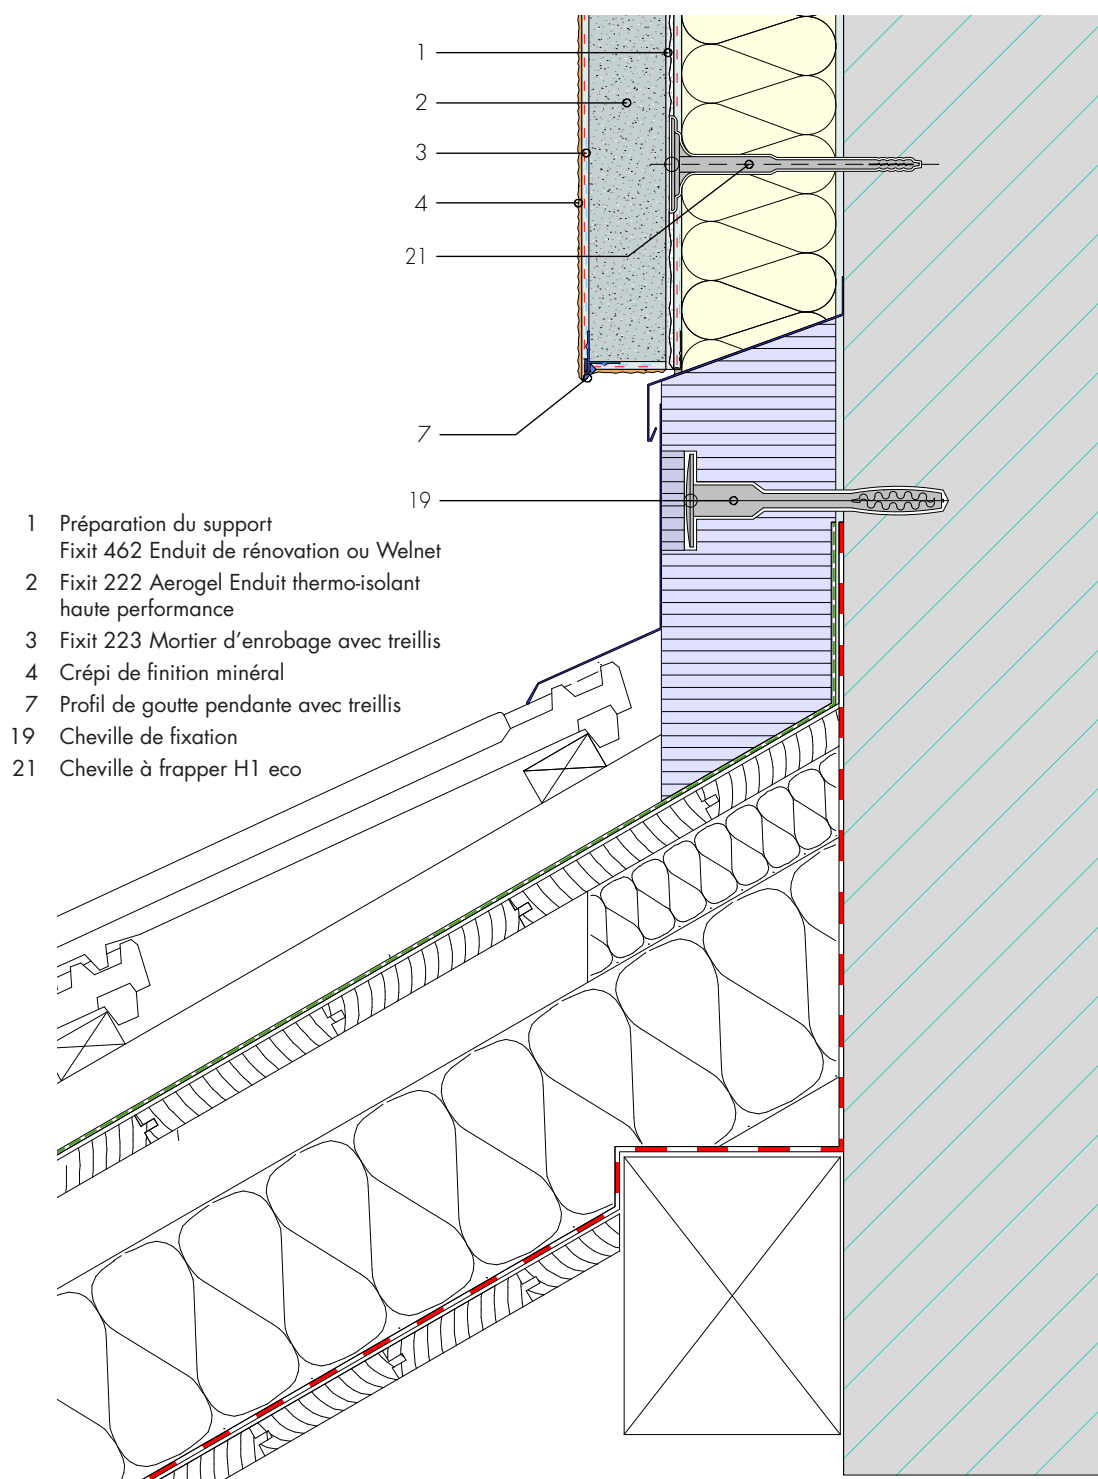 1
2
3
4
21
7
19
1 Préparation du support
Fixit 462 Enduit de rénovation ou Welnet
2 Fixit 222 Aerogel Enduit thermo-isolant
haute performance
3 Fixit 223 Mortier d’enrobage avec treillis
4 Crépi de finition minéral
7 Profil de goutte pendante avec treillis
19 Cheville de fixation
21 Cheville à frapper H1 eco